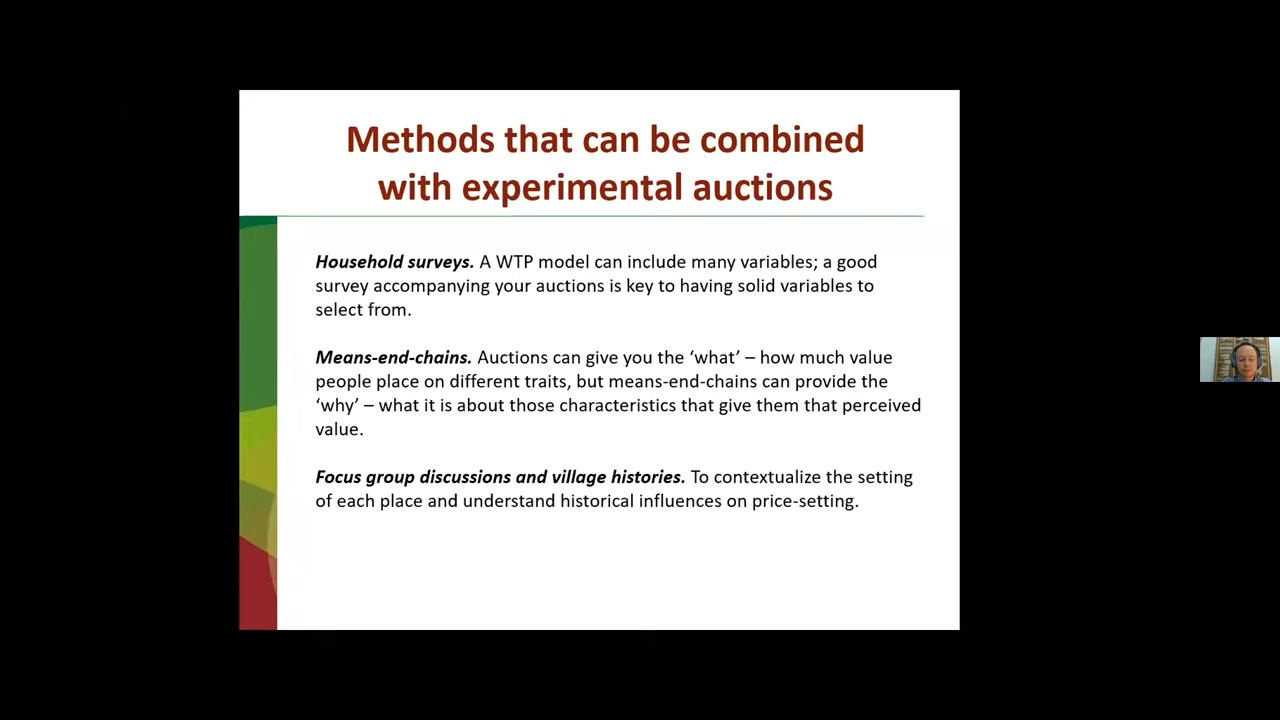 Methods that can be combined
with experimental auctions
Household surveys. A WTP model can include many variables; a good
survey accompanying your auctions is key to having solid variables to
select from.
Means-end-chains. Auctions can give you the ‘what’ – how much value
people place on different traits, but means-end-chains can provide the
‘why’ – what it is about those characteristics that give them that perceived
value.
Focus group discussions and village histories. To contextualize the setting
of each place and understand historical influences on price-setting.